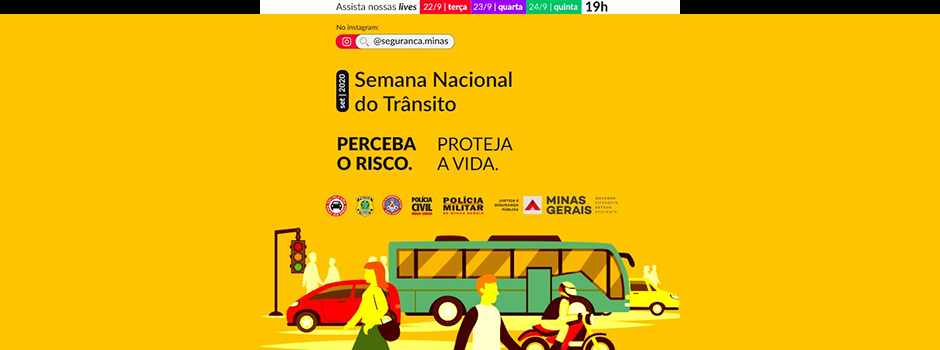 Assista nossas lives 22/9 | terça 23/9 | quarta 24/9 | quinta 19h
No instagram:
@seguranca.minas
set | 2020
Semana Nacional
do Trânsito
PERCEBA
O RISCO.
PROTEJA
A VIDA.
POLÍCIA
CIVIL
MINAS GERAIS
POLÍCIA
MILITAR
DE MINAS GERAIS
JUSTIÇA E
SEGURANÇA
PÚBLICA
MINAS
GERAIS
GOVERNO
DIFERENTE
ESTADO
EFICIENTE